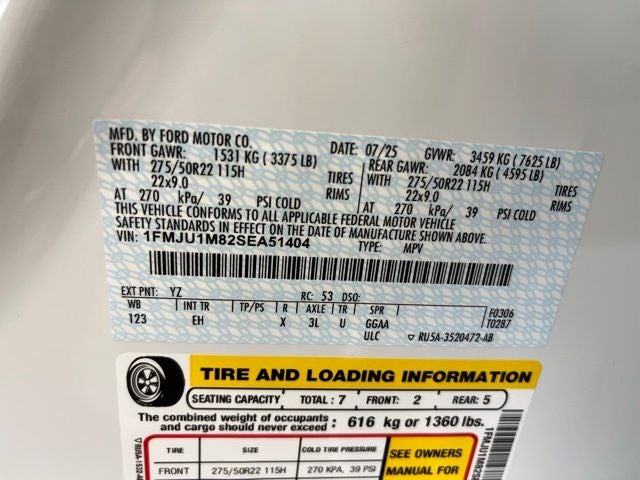 MFD. BY FORD MOTOR CO.
DATE: 07/25 GVWR: 3459 KG ( 7625 LB)
FRONT GAWR: 1531 KG ( 3375 LB) REAR GAWR: 2084 KG ( 4595 LB)
WITH 275/50R22 115H TIRES WITH 275/50R22 115H TIRES
22x9.0 RIMS 22x9.0 RIMS
AT 270 kPa/ 39 PSI COLD AT 270 kPa/ 39 PSI COLD
THIS VEHICLE CONFORMS TO ALL APPLICABLE FEDERAL MOTOR VEHICLE
SAFETY STANDARDS IN EFFECT ON THE DATE OF MANUFACTURE SHOWN ABOVE.
VIN: 1FMJU1M82SEA51404 TYPE: MPV
EXT PNT: YZ RC: 53 DSO:
WB INT TR TP/PS R AXLE TR SPR F0306
123 EH X 3L U GGAA T0287
ULC ▽ RU5A-3520472-AB
TIRE AND LOADING INFORMATION
SEATING CAPACITY TOTAL : 7 FRONT: 2 REAR: 5
The combined weight of occupants and cargo should never exceed : 616 kg or 1360 lbs.
TIRE SIZE COLD TIRE PRESSURE SEE OWNERS
FRONT 275/50R22 115H 270 KPA, 39 PSI MANUAL FOR